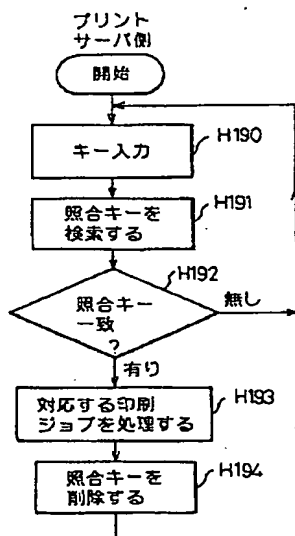 プリント
サーバ側
開始
キー入力
H190
照合キーを
検索する
H191
照合キー
一致
?
H192
無し
有り
対応する印刷
ジョブを処理する
H193
照合キーを
削除する
H194